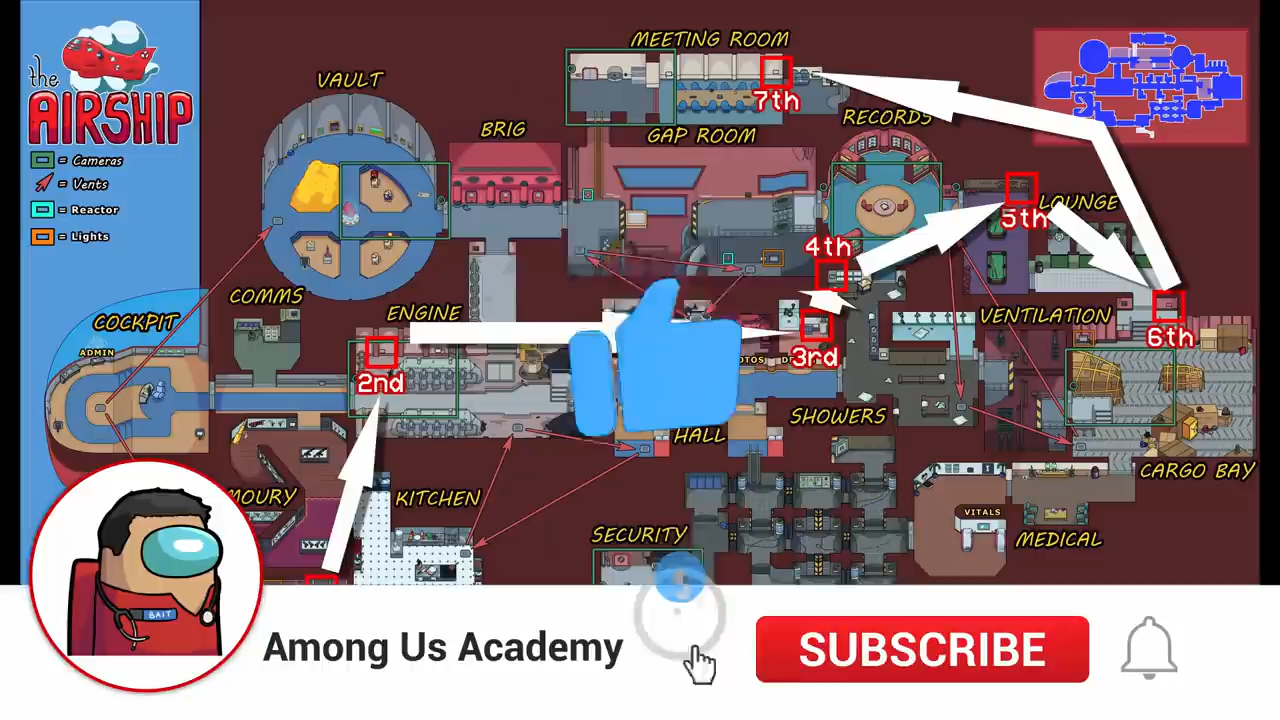 the
AIRSHIP
= Cameras
= Vents
= Reactor
= Lights
MEETING ROOM
7th
VAULT
BRIG
GAP ROOM
RECORDS
5th
LOUNGE
4th
COMMS
ENGINE
COCKPIT
ADMIN
VENTILATION
6th
3rd
2nd
SHOWERS
HALL
CARGO BAY
MOURY
KITCHEN
SECURITY
VITALS
MEDICAL
BAIT
Among Us Academy
SUBSCRIBE